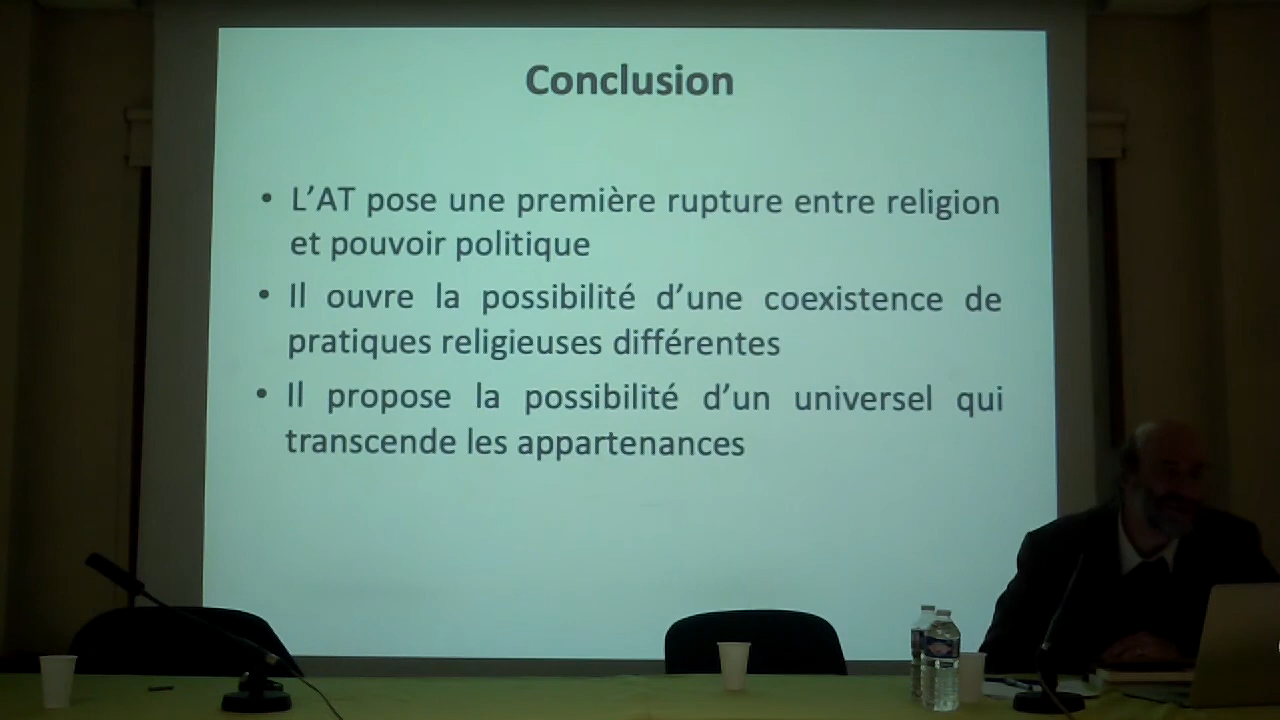 Conclusion
• L'AT pose une première rupture entre religion
et pouvoir politique
• Il ouvre la possibilité d'une coexistence de
pratiques religieuses différentes
• Il propose la possibilité d'un universel qui
transcende les appartenances